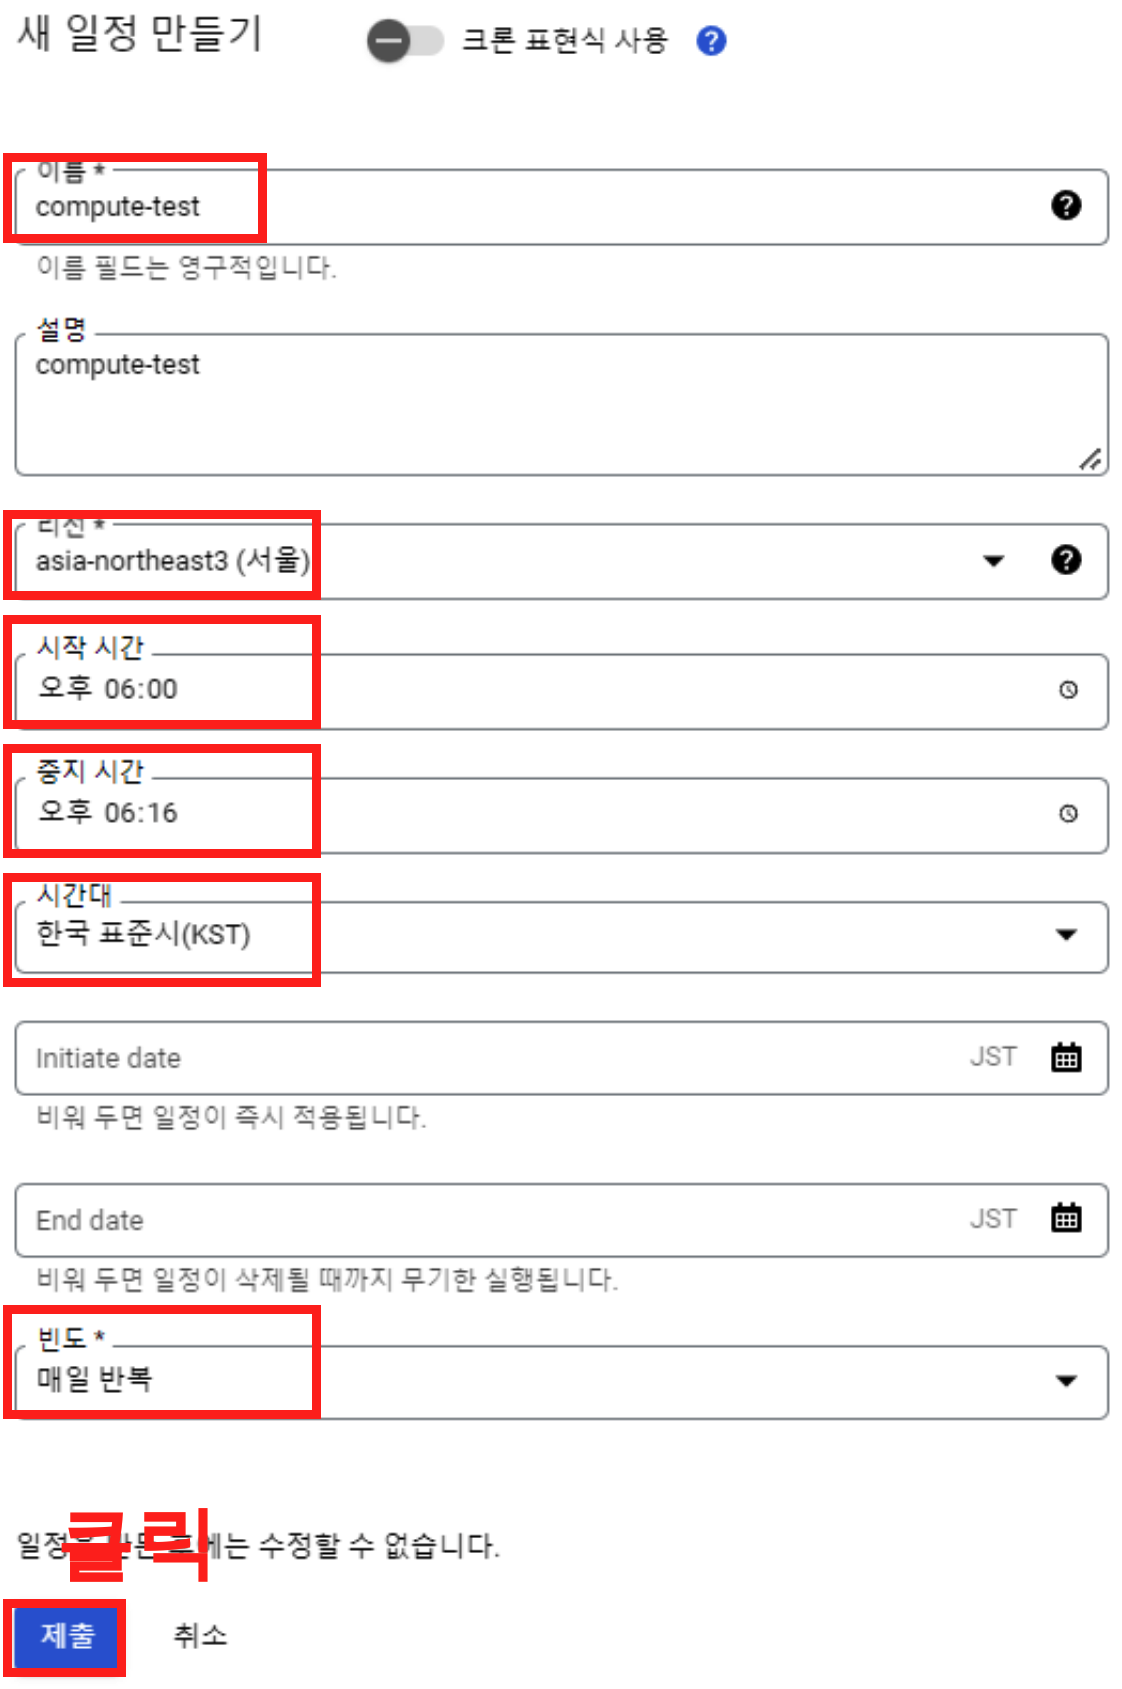 새 일정 만들기
크론 표현식 사용
이름 *
compute-test
이름 필드는 영구적입니다.
설명
compute-test
리전 *
asia-northeast3 (서울)
시작 시간
오후 06:00
중지 시간
오후 06:16
시간대
한국 표준시(KST)
Initiate date JST
비워 두면 일정이 즉시 적용됩니다.
End date JST
비워 두면 일정이 삭제될 때까지 무기한 실행됩니다.
빈도 *
매일 반복
클릭
일정을 만든 후에는 수정할 수 없습니다.
제출 취소